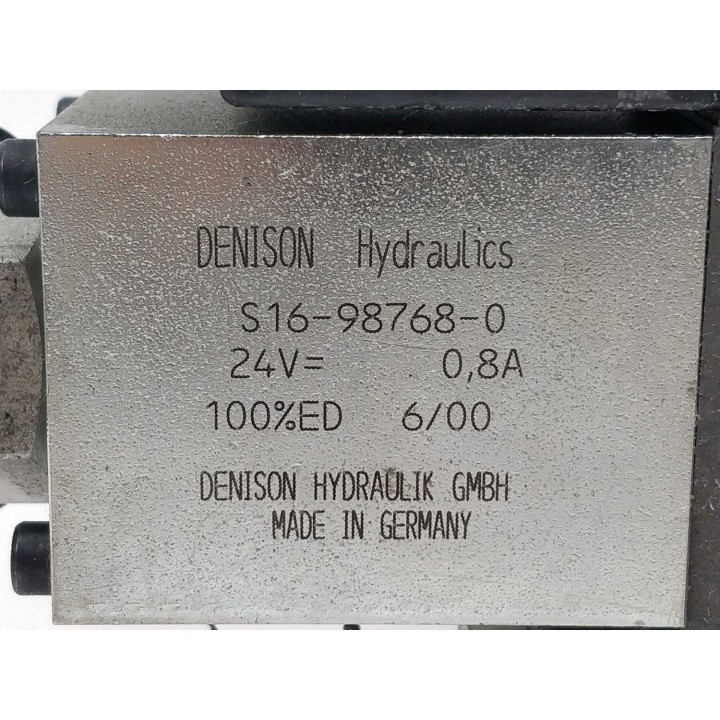 DENISON Hydraulics
S16-98768-0
24V= 0,8A
100%ED 6/00
DENISON HYDRAULIK GMBH
MADE IN GERMANY